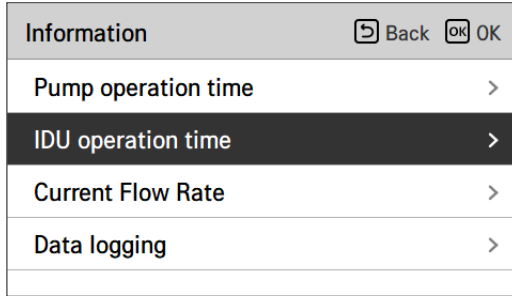 Information Back OK OK
Pump operation time >
IDU operation time >
Current Flow Rate >
Data logging >